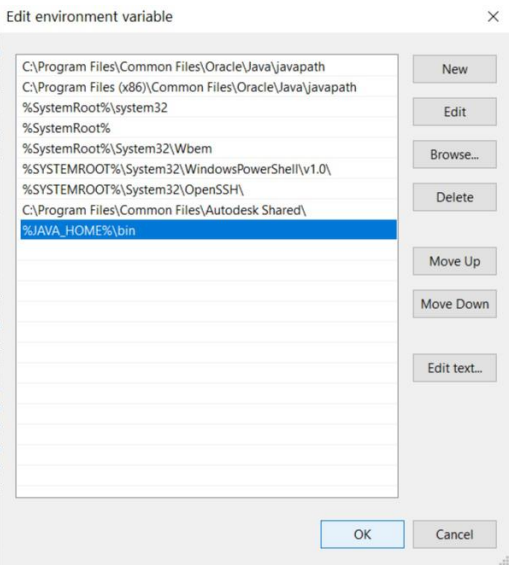 Edit environment variable
C:\Program Files\Common Files\Oracle\Java\javapath
C:\Program Files (x86)\Common Files\Oracle\Java\javapath
%SystemRoot%\system32
%SystemRoot%
%SystemRoot%\System32\Wbem
%SYSTEMROOT%\System32\WindowsPowerShell\v1.0\
%SYSTEMROOT%\System32\OpenSSH\
C:\Program Files\Common Files\Autodesk Shared\
%JAVA_HOME%\bin
New
Edit
Browse...
Delete
Move Up
Move Down
Edit text...
OK
Cancel